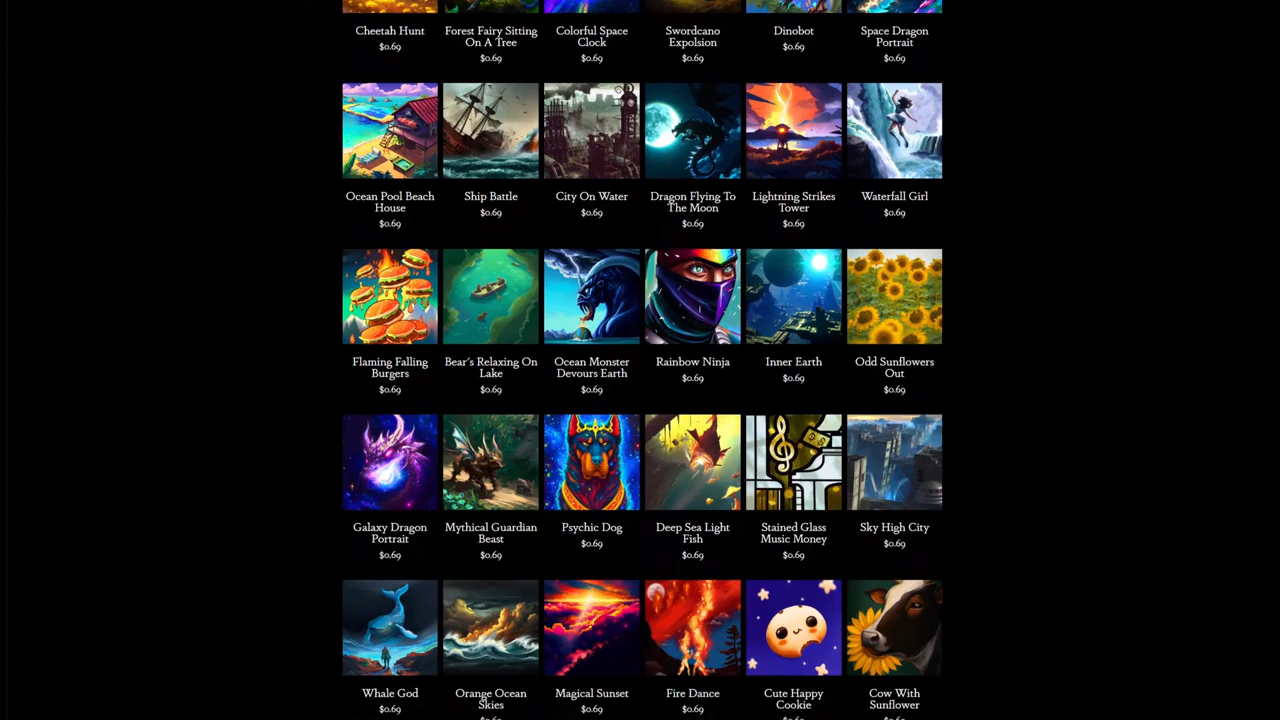 Cheetah Hunt
$0.69
Forest Fairy Sitting
On A Tree
$0.69
Colorful Space
Clock
$0.69
Swordcano
Expolsion
$0.69
Dinobot
$0.69
Space Dragon
Portrait
$0.69
Ocean Pool Beach
House
$0.69
Ship Battle
$0.69
City On Water
$0.69
Dragon Flying To
The Moon
$0.69
Lightning Strikes
Tower
$0.69
Waterfall Girl
$0.69
Flaming Falling
Burgers
$0.69
Bear's Relaxing On
Lake
$0.69
Ocean Monster
Devours Earth
$0.69
Rainbow Ninja
$0.69
Inner Earth
$0.69
Odd Sunflowers
Out
$0.69
Galaxy Dragon
Portrait
$0.69
Mythical Guardian
Beast
$0.69
Psychic Dog
$0.69
Deep Sea Light
Fish
$0.69
Stained Glass
Music Money
$0.69
Sky High City
$0.69
Whale God
$0.69
Orange Ocean
Skies
$0.69
Magical Sunset
$0.69
Fire Dance
$0.69
Cute Happy
Cookie
$0.69
Cow With
Sunflower
$0.69